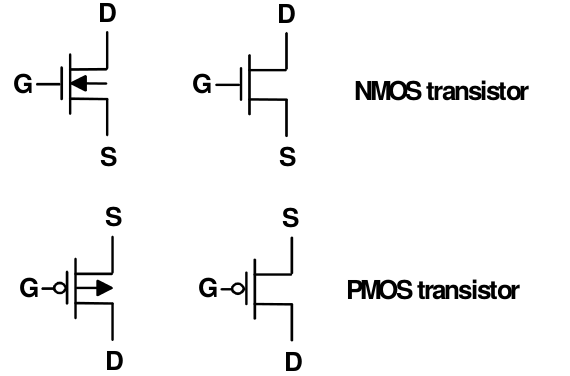 D D
G G NMOS transistor
S S
S S
G G PMOS transistor
D D